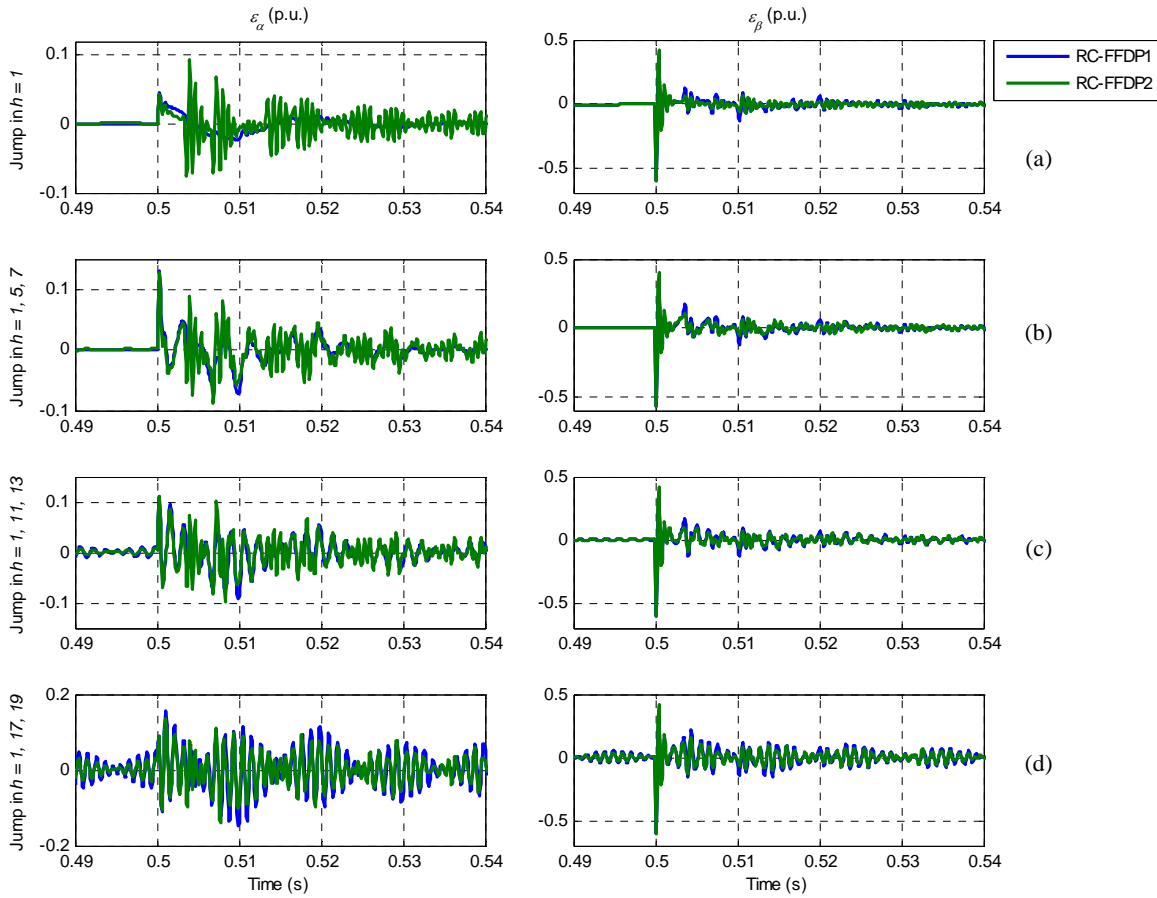 ε_α (p.u.)
ε_β (p.u.)
RC-FFDP1
RC-FFDP2
Jump in h = 1
0.1
0
-0.1
0.49 0.5 0.51 0.52 0.53 0.54
0.5
0
-0.5
0.49 0.5 0.51 0.52 0.53 0.54
(a)
Jump in h = 1, 5, 7
0.1
0
-0.1
0.49 0.5 0.51 0.52 0.53 0.54
0.5
0
-0.5
0.49 0.5 0.51 0.52 0.53 0.54
(b)
Jump in h = 1, 11, 13
0.1
0
-0.1
0.49 0.5 0.51 0.52 0.53 0.54
0.5
0
-0.5
0.49 0.5 0.51 0.52 0.53 0.54
(c)
Jump in h = 1, 17, 19
0.2
0
-0.2
0.49 0.5 0.51 0.52 0.53 0.54
Time (s)
0.5
0
-0.5
0.49 0.5 0.51 0.52 0.53 0.54
Time (s)
(d)